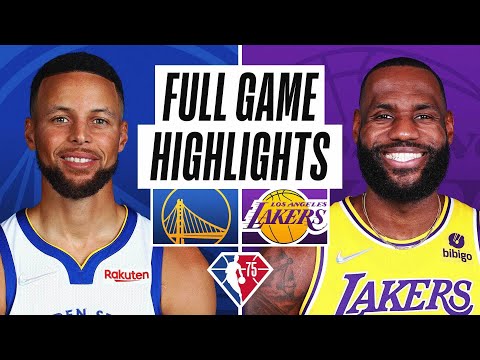 FULL GAME
HIGHLIGHTS
LOS ANGELES
LAKERS
Rakuten
75
bibigo
LAKERS